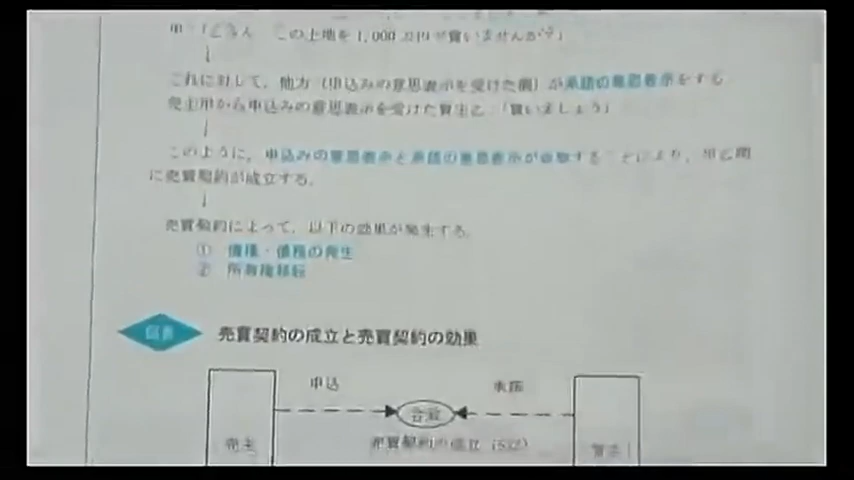 甲「乙さん この土地を1,000万円で買いませんか？」
↓
これに対して、他方（申込みの意思表示を受けた側）が承諾の意思表示をする
売主甲から申込みの意思表示を受けた買主乙「買いましょう」
↓
このように、申込みの意思表示と承諾の意思表示が合致することにより、甲乙間
に売買契約が成立する。
↓
売買契約によって、以下の効果が発生する。
① 債権・債務の発生
② 所有権移転
図表 売買契約の成立と売買契約の効果
申込 承諾
合致
売主 売買契約の成立（555） 買主